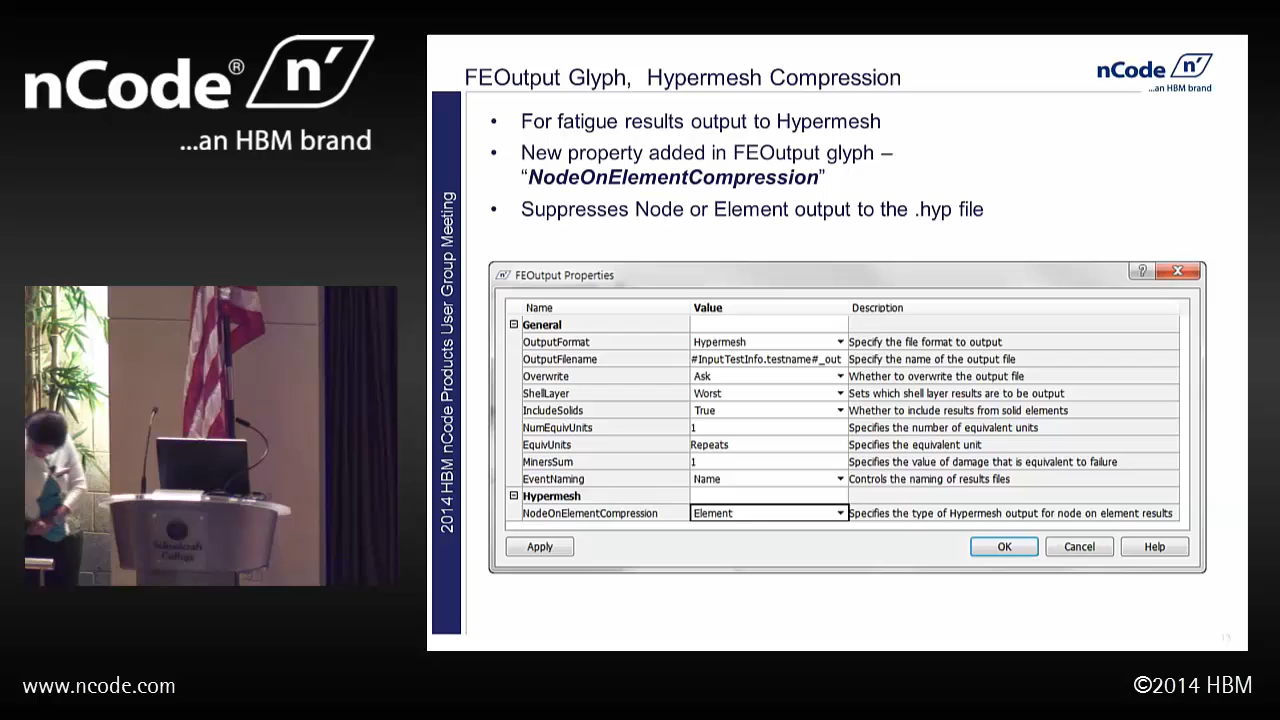 nCode® n'
...an HBM brand
FEOutput Glyph, Hypermesh Compression
nCode n'
...an HBM brand
• For fatigue results output to Hypermesh
• New property added in FEOutput glyph –
“NodeOnElementCompression”
• Suppresses Node or Element output to the .hyp file
2014 HBM nCode Products User Group Meeting
n' FEOutput Properties
? X
Name Value Description
General
OutputFormat Hypermesh Specify the file format to output
OutputFilename #InputTestInfo.testname#_out Specify the name of the output file
Overwrite Ask Whether to overwrite the output file
ShellLayer Worst Sets which shell layer results are to be output
IncludeSolids True Whether to include results from solid elements
NumEquivUnits 1 Specifies the number of equivalent units
EquivUnits Repeats Specifies the equivalent unit
MinersSum 1 Specifies the value of damage that is equivalent to failure
EventNaming Name Controls the naming of results files
Hypermesh
NodeOnElementCompression Element Specifies the type of Hypermesh output for node on element results
Apply OK Cancel Help
Schoolcraft
College
13
www.ncode.com
©2014 HBM